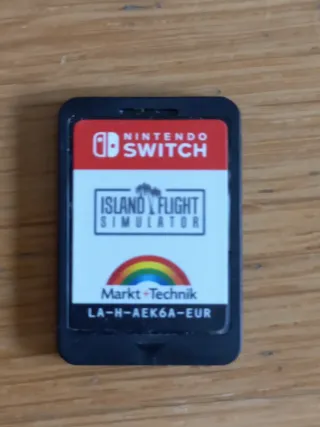 NINTENDO
SWITCH
ISLAND FLIGHT
SIMULATOR
Markt+Technik
LA-H-AEK6A-EUR